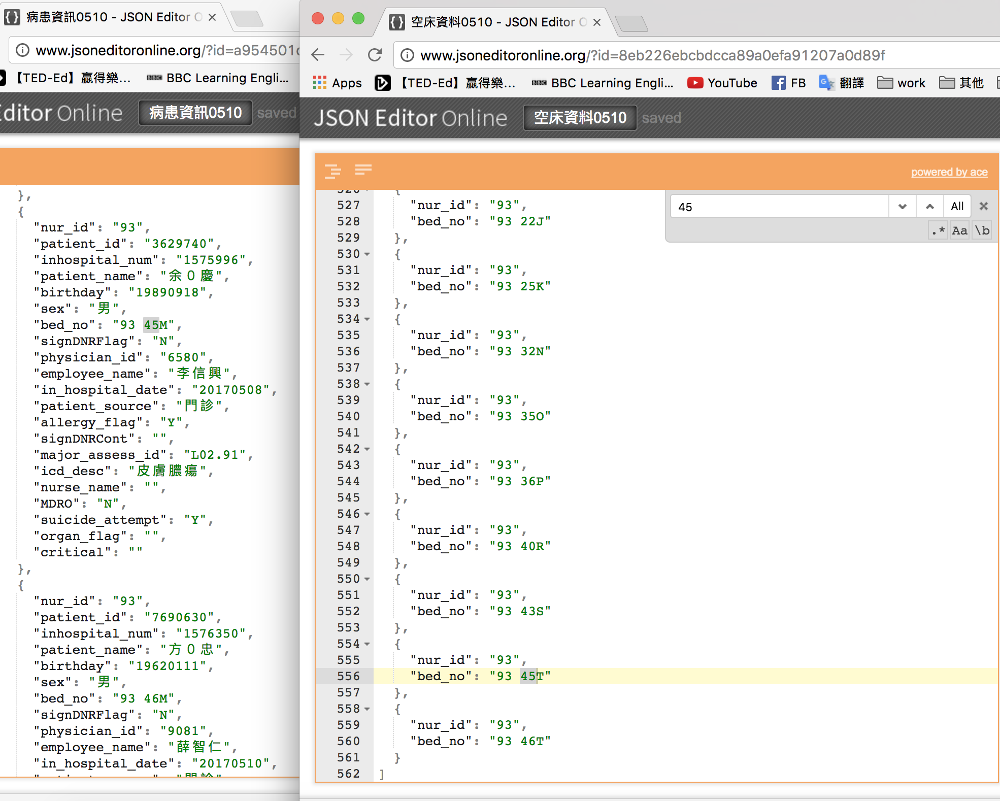 病患資訊0510 - JSON Editor O
www.jsoneditoronline.org/?id=a954501
【TED-Ed】贏得樂... BBC Learning Engli...
Editor Online 病患資訊0510 saved
},
{
"nur_id": "93",
"patient_id": "3629740",
"inhospital_num": "1575996",
"patient_name": "余０慶",
"birthday": "19890918",
"sex": "男",
"bed_no": "93 45M",
"signDNRFlag": "N",
"physician_id": "6580",
"employee_name": "李信興",
"in_hospital_date": "20170508",
"patient_source": "門診",
"allergy_flag": "Y",
"signDNRCont": "",
"major_assess_id": "L02.91",
"icd_desc": "皮膚膿瘍",
"nurse_name": "",
"MDRO": "N",
"suicide_attempt": "Y",
"organ_flag": "",
"critical": ""
},
{
"nur_id": "93",
"patient_id": "7690630",
"inhospital_num": "1576350",
"patient_name": "方０忠",
"birthday": "19620111",
"sex": "男",
"bed_no": "93 46M",
"signDNRFlag": "N",
"physician_id": "9081",
"employee_name": "薛智仁",
"in_hospital_date": "20170510",
空床資料0510 - JSON Editor O
www.jsoneditoronline.org/?id=8eb226ebcbdcca89a0efa91207a0d89f
Apps 【TED-Ed】贏得樂... BBC Learning Engli... YouTube FB 翻譯 work 其他
JSON Editor Online 空床資料0510 saved
powered by ace
45 All
.* Aa \b
526 {
527 "nur_id": "93",
528 "bed_no": "93 22J"
529 },
530 {
531 "nur_id": "93",
532 "bed_no": "93 25K"
533 },
534 {
535 "nur_id": "93",
536 "bed_no": "93 32N"
537 },
538 {
539 "nur_id": "93",
540 "bed_no": "93 35O"
541 },
542 {
543 "nur_id": "93",
544 "bed_no": "93 36P"
545 },
546 {
547 "nur_id": "93",
548 "bed_no": "93 40R"
549 },
550 {
551 "nur_id": "93",
552 "bed_no": "93 43S"
553 },
554 {
555 "nur_id": "93",
556 "bed_no": "93 45T"
557 },
558 {
559 "nur_id": "93",
560 "bed_no": "93 46T"
561 }
562 ]